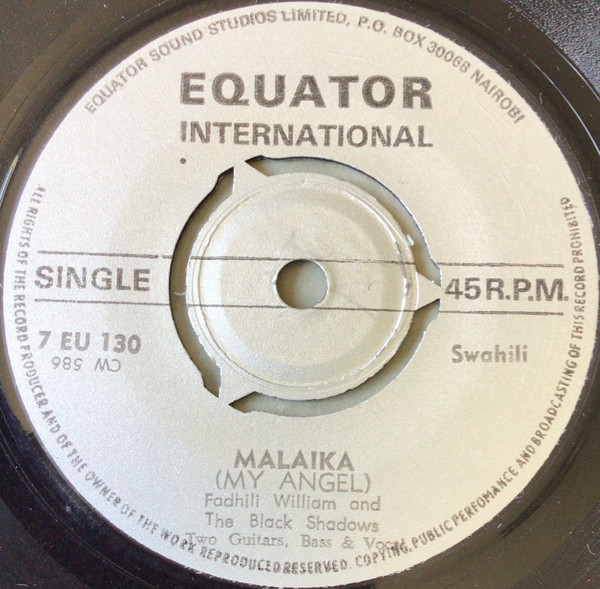 EQUATOR SOUND STUDIOS LIMITED, P.O. BOX 30068 NAIROBI
EQUATOR
INTERNATIONAL
SINGLE
45 R.P.M.
7 EU 130
CW 586
Swahili
MALAIKA
(MY ANGEL)
Fadhili William and
The Black Shadows
Two Guitars, Bass & Vocal
ALL RIGHTS OF THE RECORD PRODUCER AND OF THE OWNER OF THE WORK REPRODUCED RESERVED. COPYING, PUBLIC PERFOMANCE AND BROADCASTING OF THIS RECORD PROHIBITED